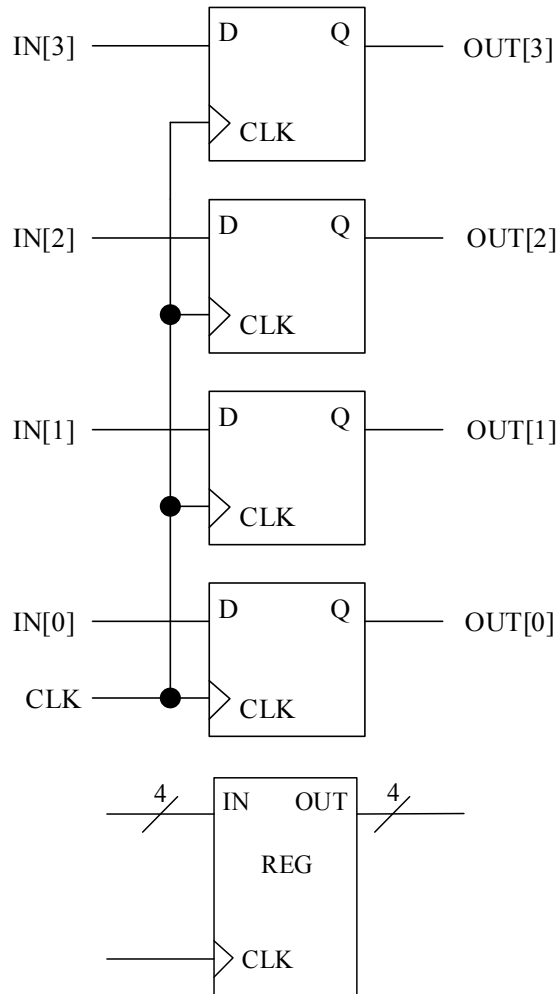 IN[3] D Q OUT[3]
CLK
IN[2] D Q OUT[2]
CLK
IN[1] D Q OUT[1]
CLK
IN[0] D Q OUT[0]
CLK CLK
4 IN OUT 4
REG
CLK